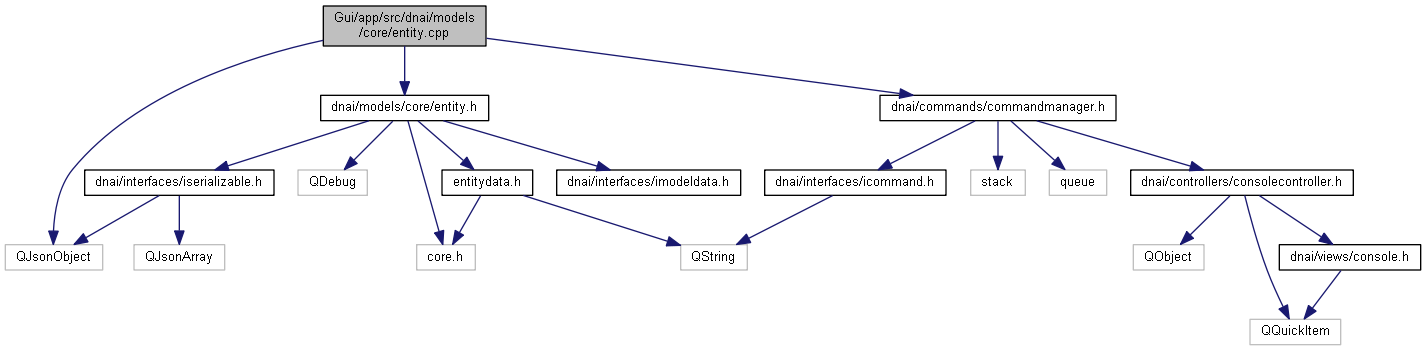 Gui/app/src/dnai/models
/core/entity.cpp
dnai/models/core/entity.h
dnai/commands/commandmanager.h
dnai/interfaces/iserializable.h
QDebug
entitydata.h
dnai/interfaces/imodeldata.h
dnai/interfaces/icommand.h
stack
queue
dnai/controllers/consolecontroller.h
QJsonObject
QJsonArray
core.h
QString
QObject
dnai/views/console.h
QQuickItem